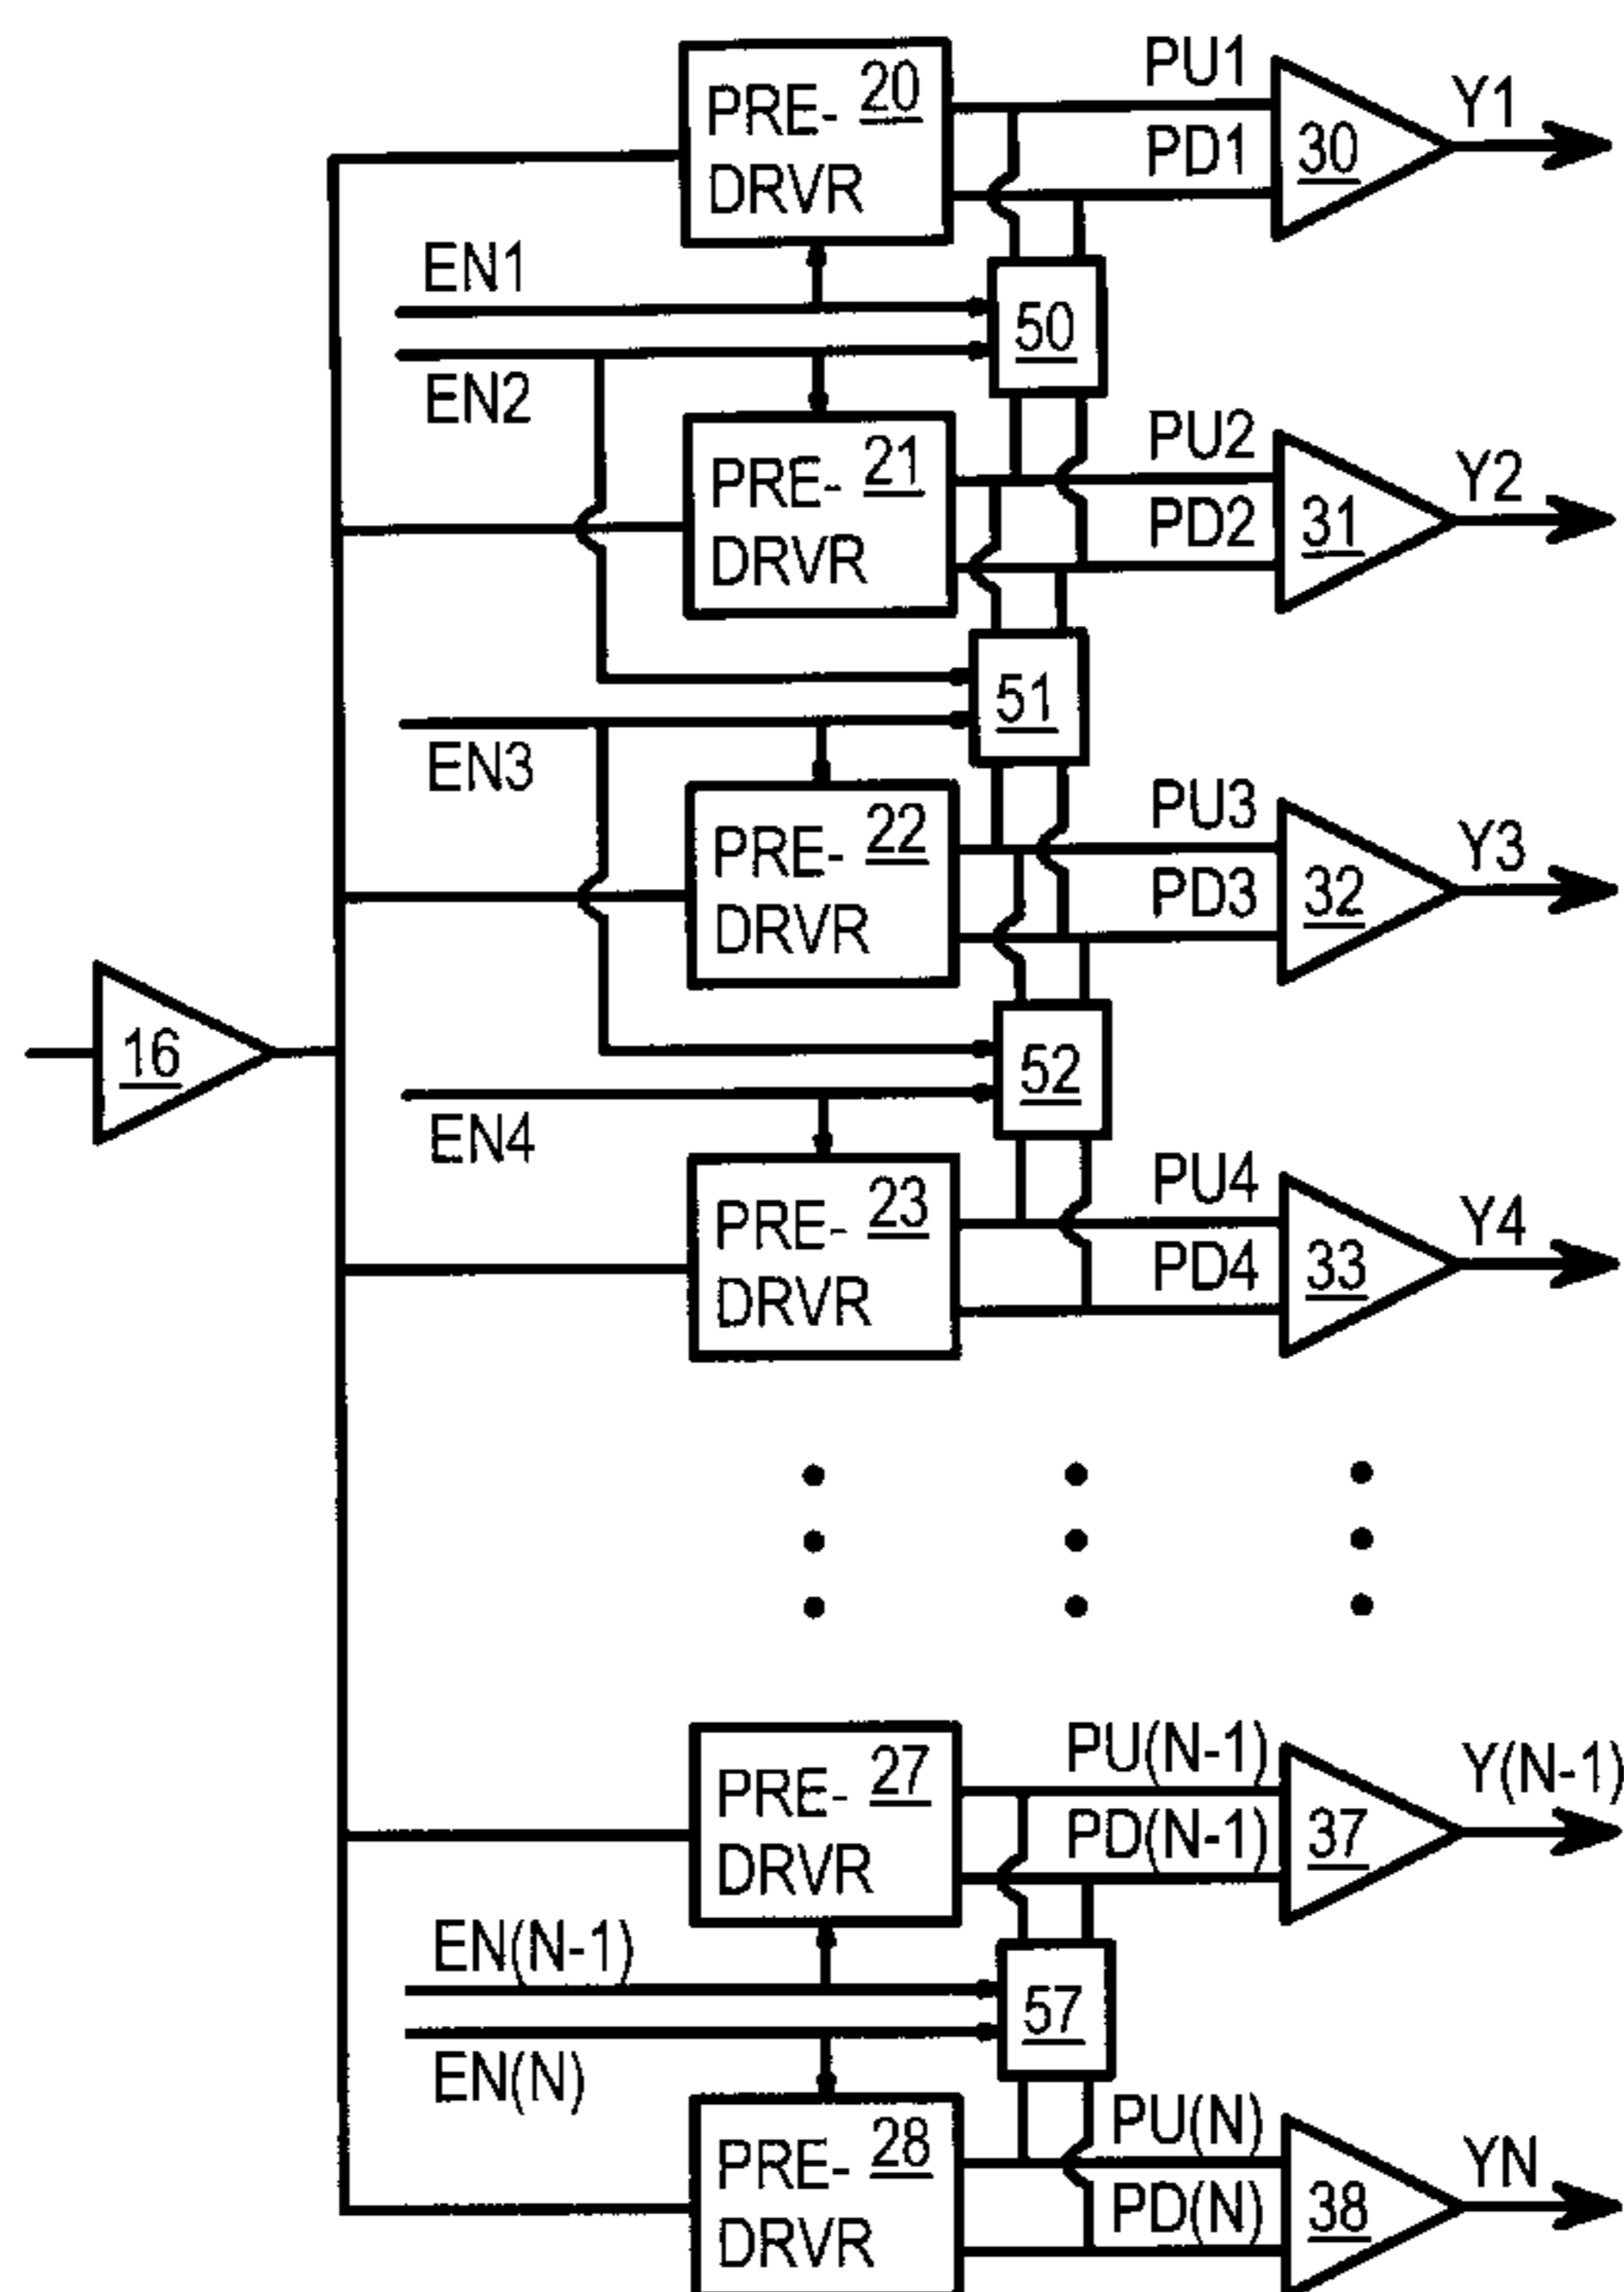 PRE- 20
DRVR
PU1
PD1
30
Y1
EN1
EN2
50
PRE- 21
DRVR
PU2
PD2
31
Y2
EN3
51
PRE- 22
DRVR
PU3
PD3
32
Y3
16
EN4
52
PRE- 23
DRVR
PU4
PD4
33
Y4
PRE- 27
DRVR
PU(N-1)
PD(N-1)
37
Y(N-1)
EN(N-1)
EN(N)
57
PRE- 28
DRVR
PU(N)
PD(N)
38
YN